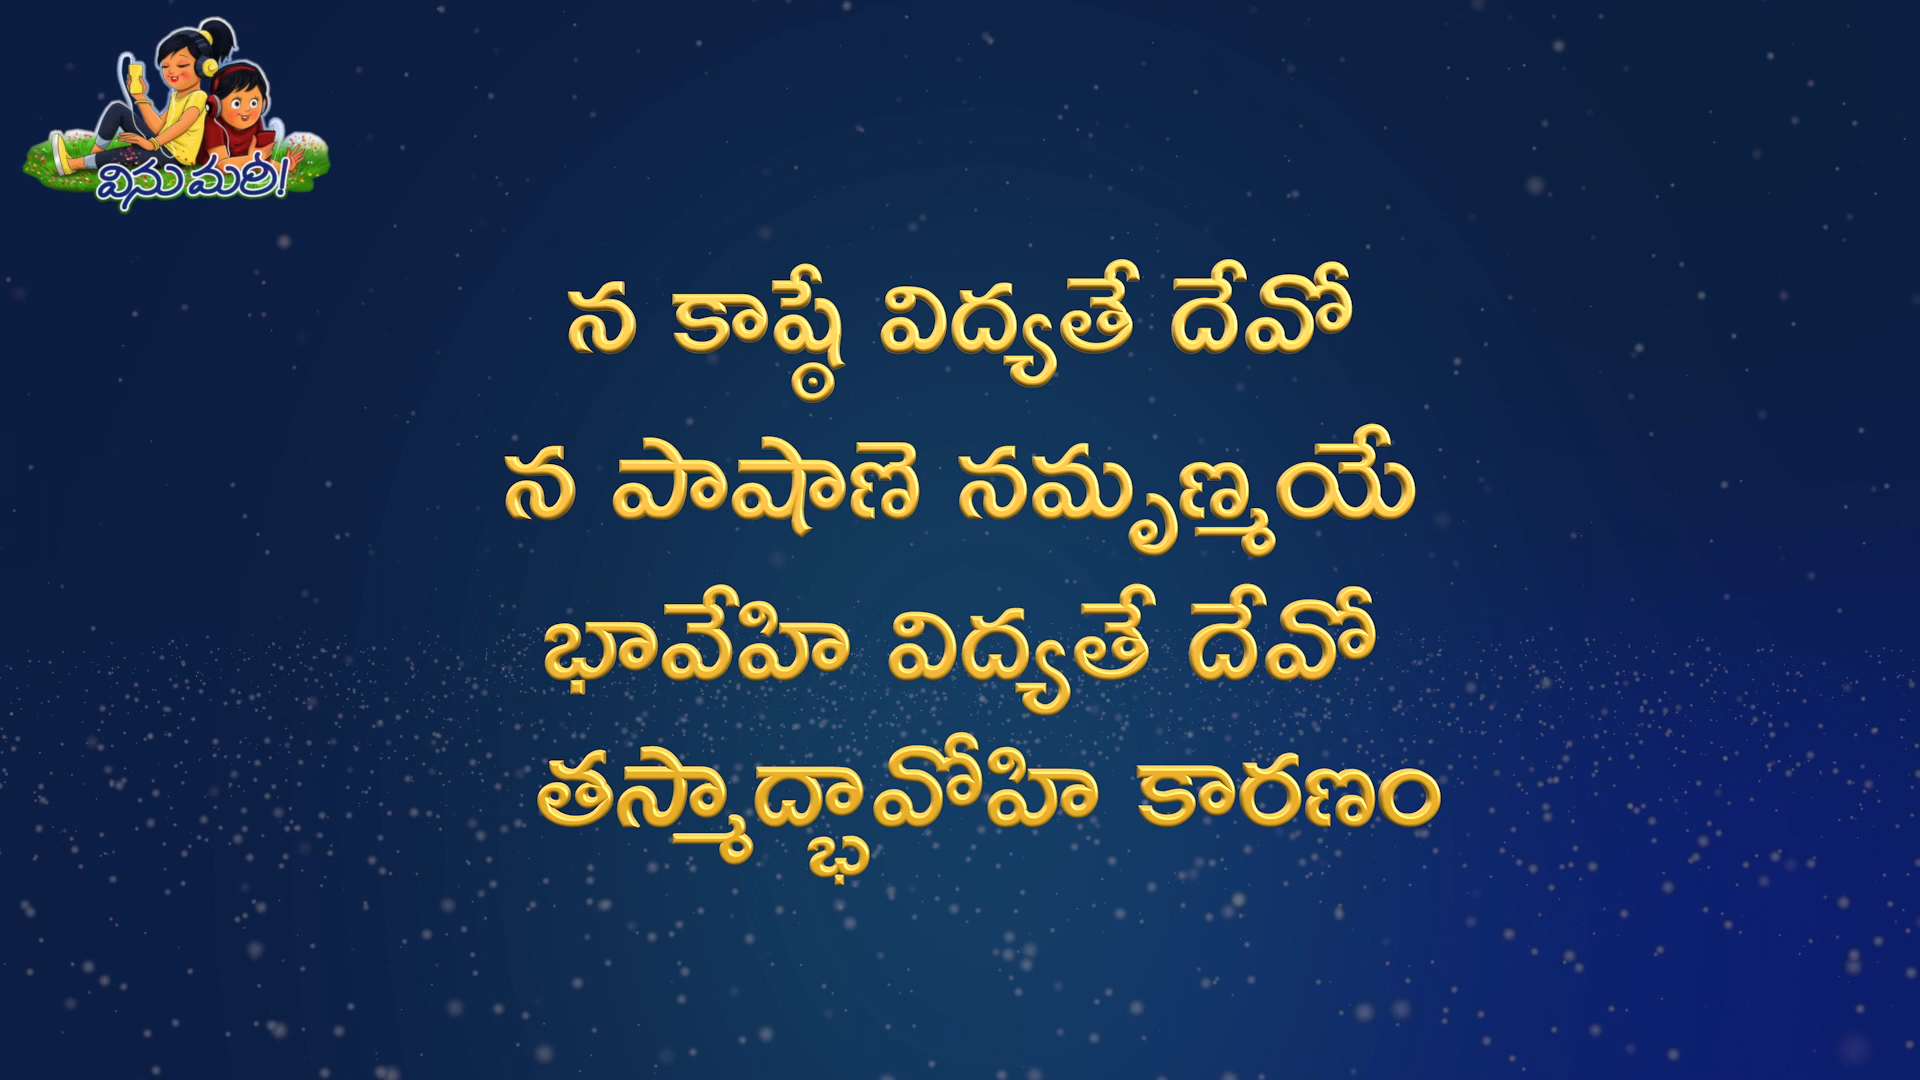 విను మరి!
న కాష్ఠే విద్యతే దేవో
న పాషాణె నమృణ్మయే
భావేహి విద్యతే దేవో
తస్మాద్భావోహి కారణం